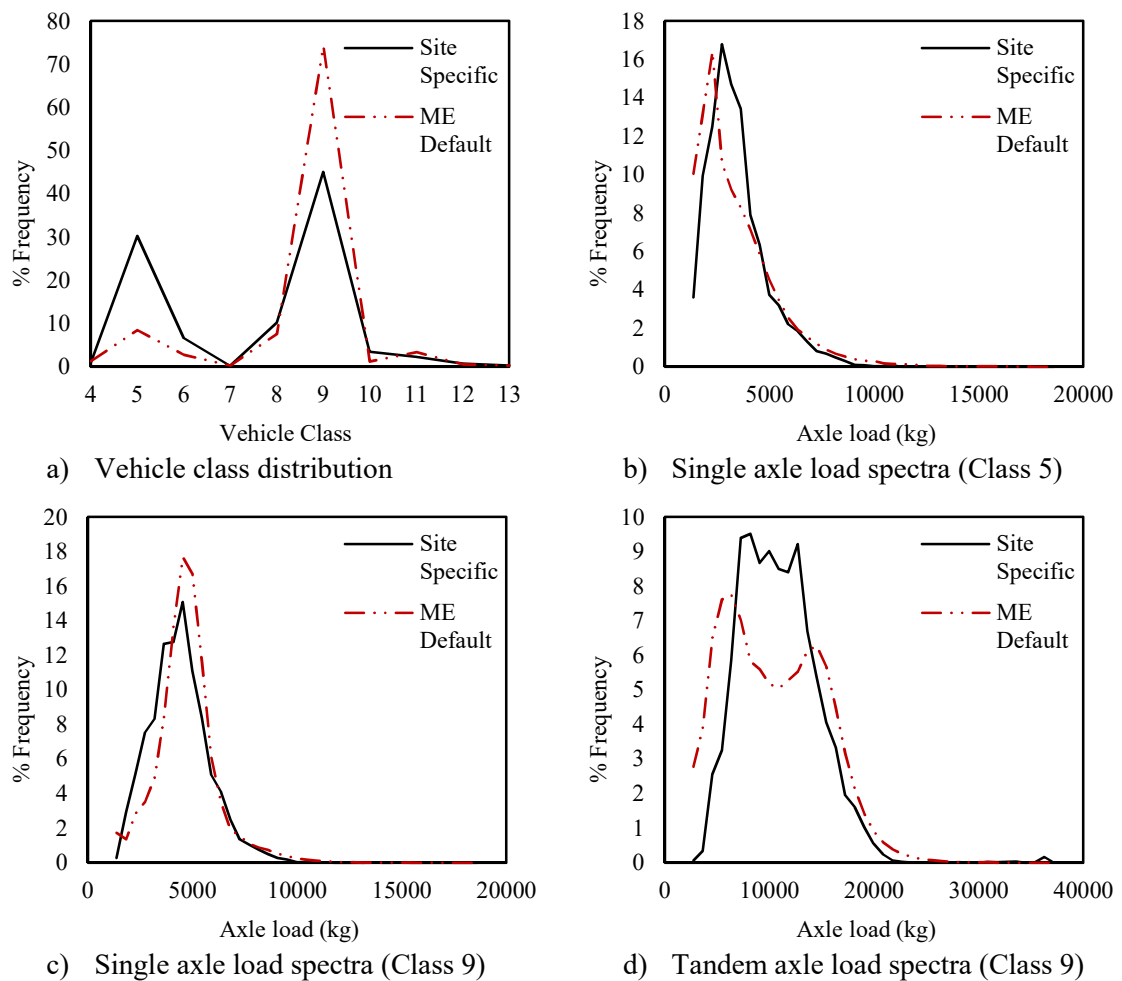 80
70
60
50
40
30
20
10
0
% Frequency
4 5 6 7 8 9 10 11 12 13
Vehicle Class
Site
Specific
ME
Default
a) Vehicle class distribution
18
16
14
12
10
8
6
4
2
0
% Frequency
0 5000 10000 15000 20000
Axle load (kg)
Site
Specific
ME
Default
b) Single axle load spectra (Class 5)
20
18
16
14
12
10
8
6
4
2
0
% Frequency
0 5000 10000 15000 20000
Axle load (kg)
Site
Specific
ME
Default
c) Single axle load spectra (Class 9)
10
9
8
7
6
5
4
3
2
1
0
% Frequency
0 10000 20000 30000 40000
Axle load (kg)
Site
Specific
ME
Default
d) Tandem axle load spectra (Class 9)